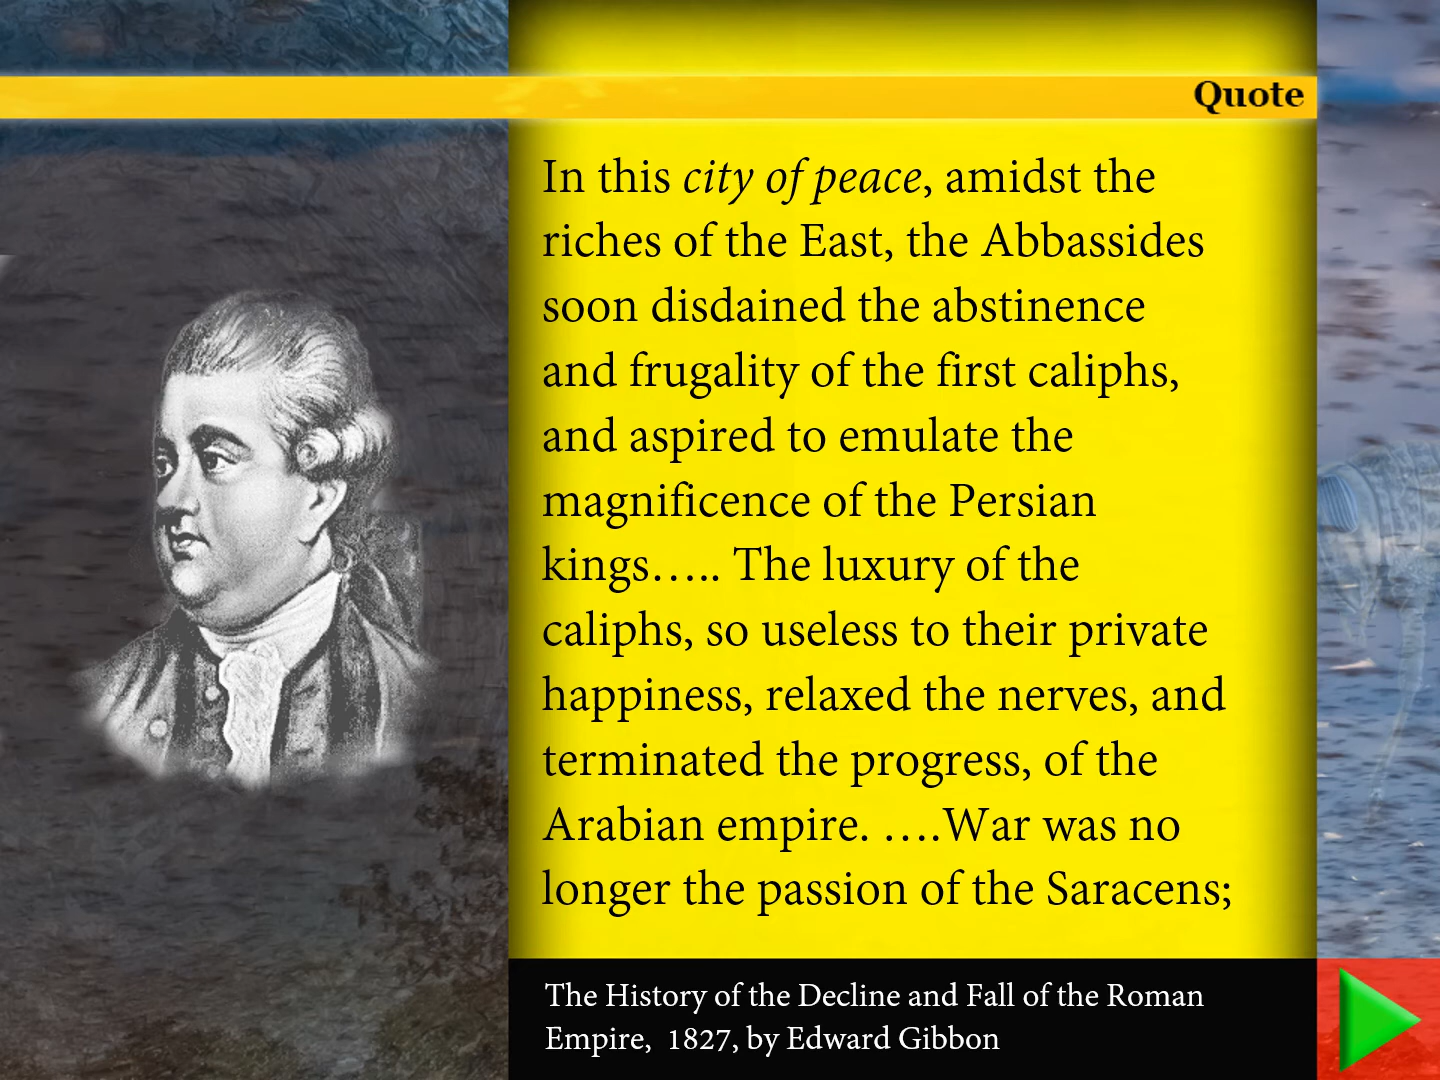 Quote
In this city of peace, amidst the
riches of the East, the Abbassides
soon disdained the abstinence
and frugality of the first caliphs,
and aspired to emulate the
magnificence of the Persian
kings….. The luxury of the
caliphs, so useless to their private
happiness, relaxed the nerves, and
terminated the progress, of the
Arabian empire. ….War was no
longer the passion of the Saracens;
The History of the Decline and Fall of the Roman
Empire,  1827, by Edward Gibbon